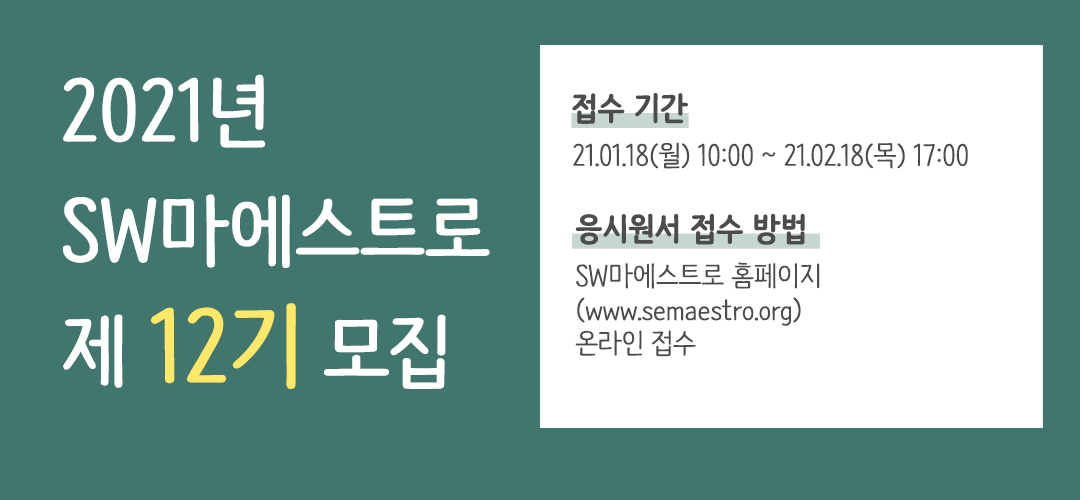 2021년
SW마에스트로
제 12기 모집
접수 기간
21.01.18(월) 10:00 ~ 21.02.18(목) 17:00
응시원서 접수 방법
SW마에스트로 홈페이지
(www.semaestro.org)
온라인 접수